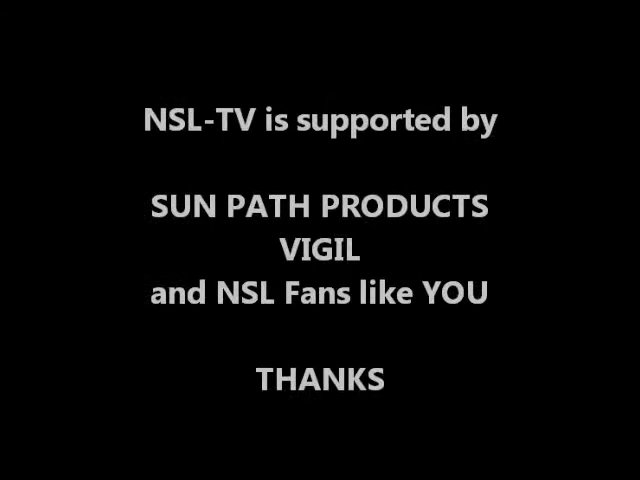 NSL-TV is supported by
SUN PATH PRODUCTS
VIGIL
and NSL Fans like YOU
THANKS